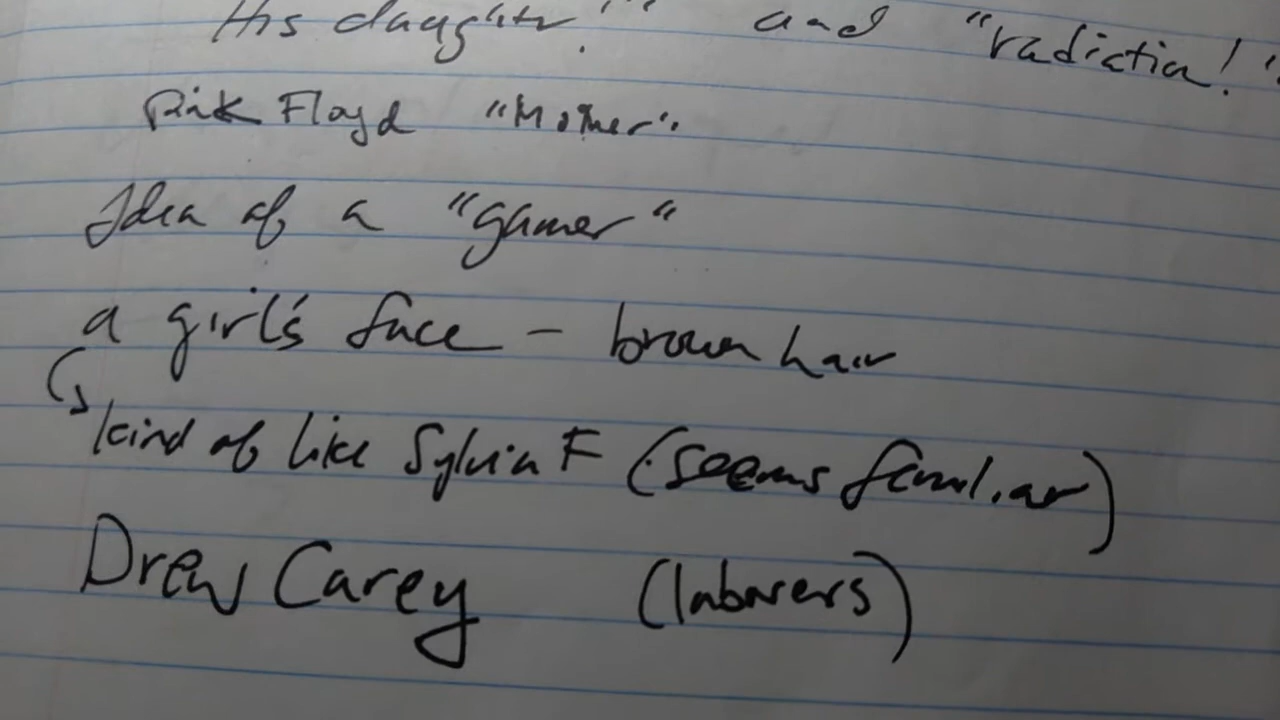 His daughter." and "radiction!"
Pink Floyd "Mother".
Idea of a "gamer"
a girl's face - brown hair
kind of like Sylvia F (seems familiar)
Drew Carey (laborers)